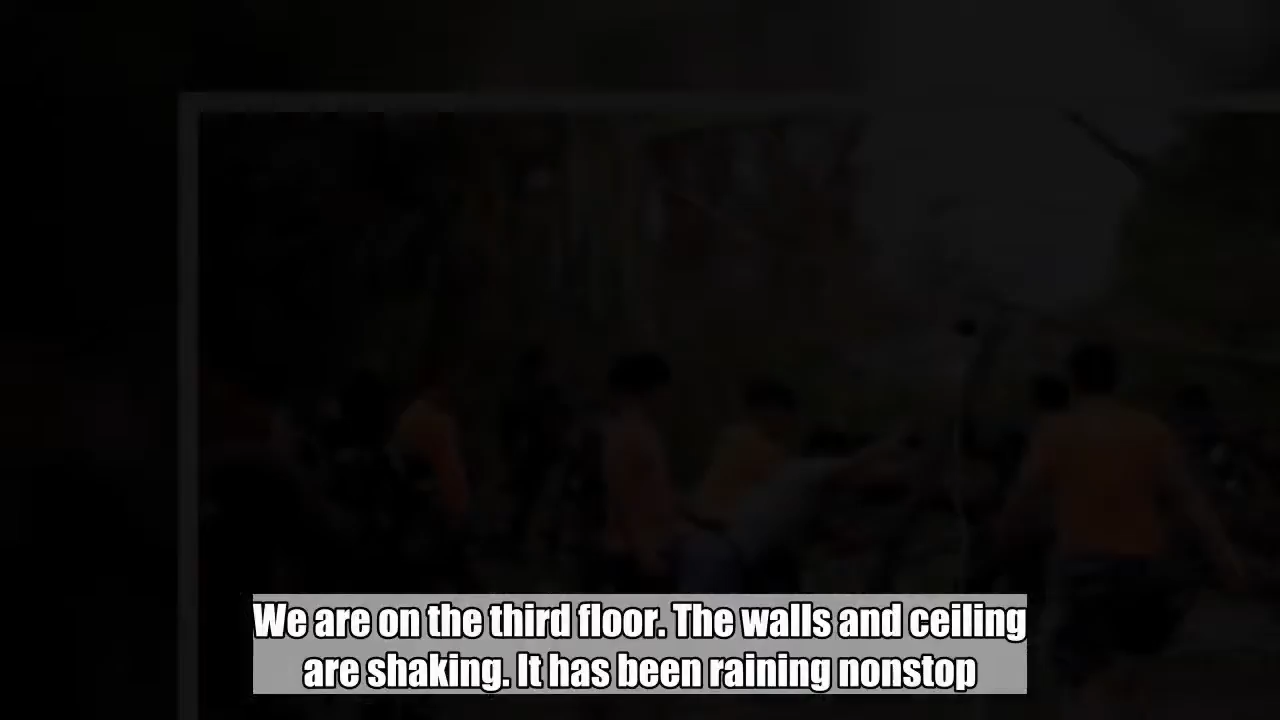 We are on the third floor. The walls and ceiling
are shaking. It has been raining nonstop